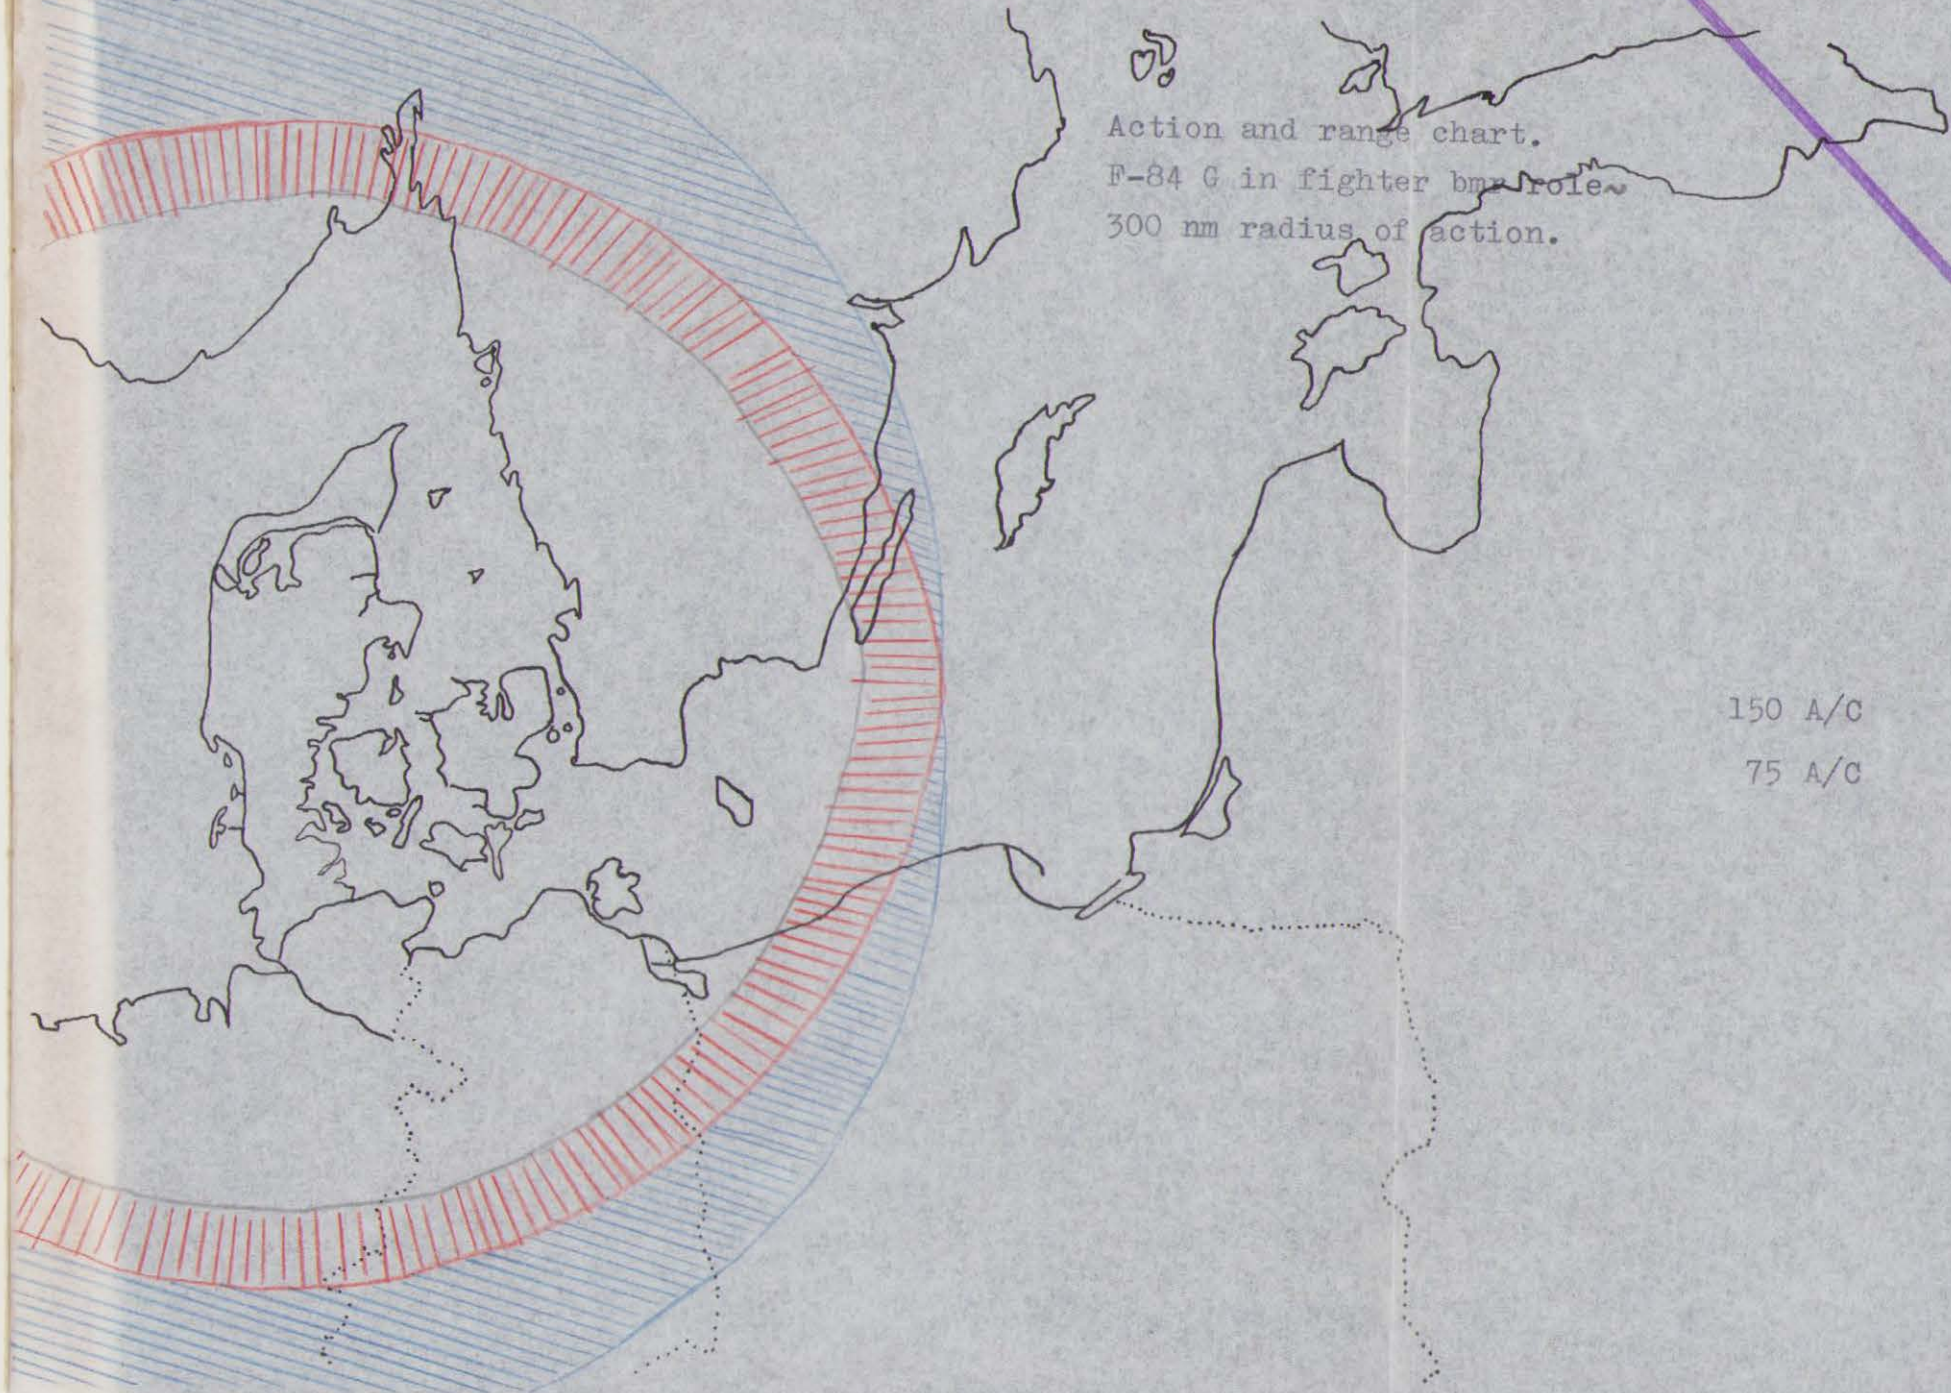 Action and range chart.
F-84 G in fighter bmr role~
300 nm radius of action.
150 A/C
75 A/C